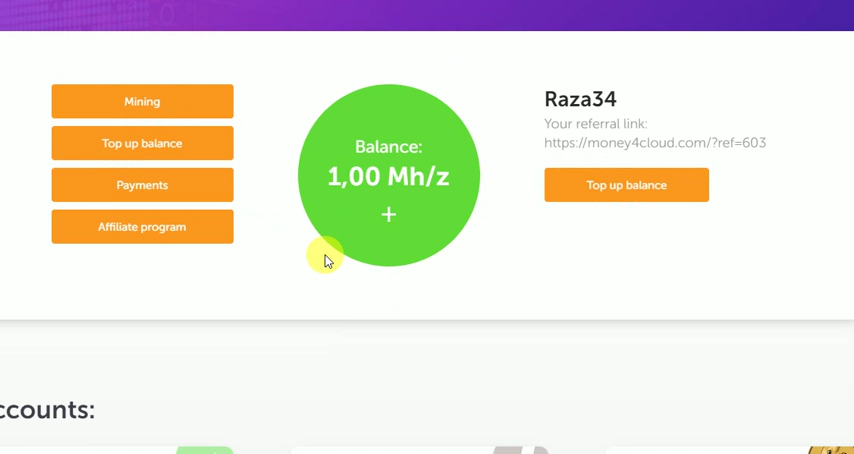 Mining
Top up balance
Payments
Affiliate program
Balance:
1,00 Mh/z
+
Raza34
Your referral link:
https://money4cloud.com/?ref=603
Top up balance
ccounts: